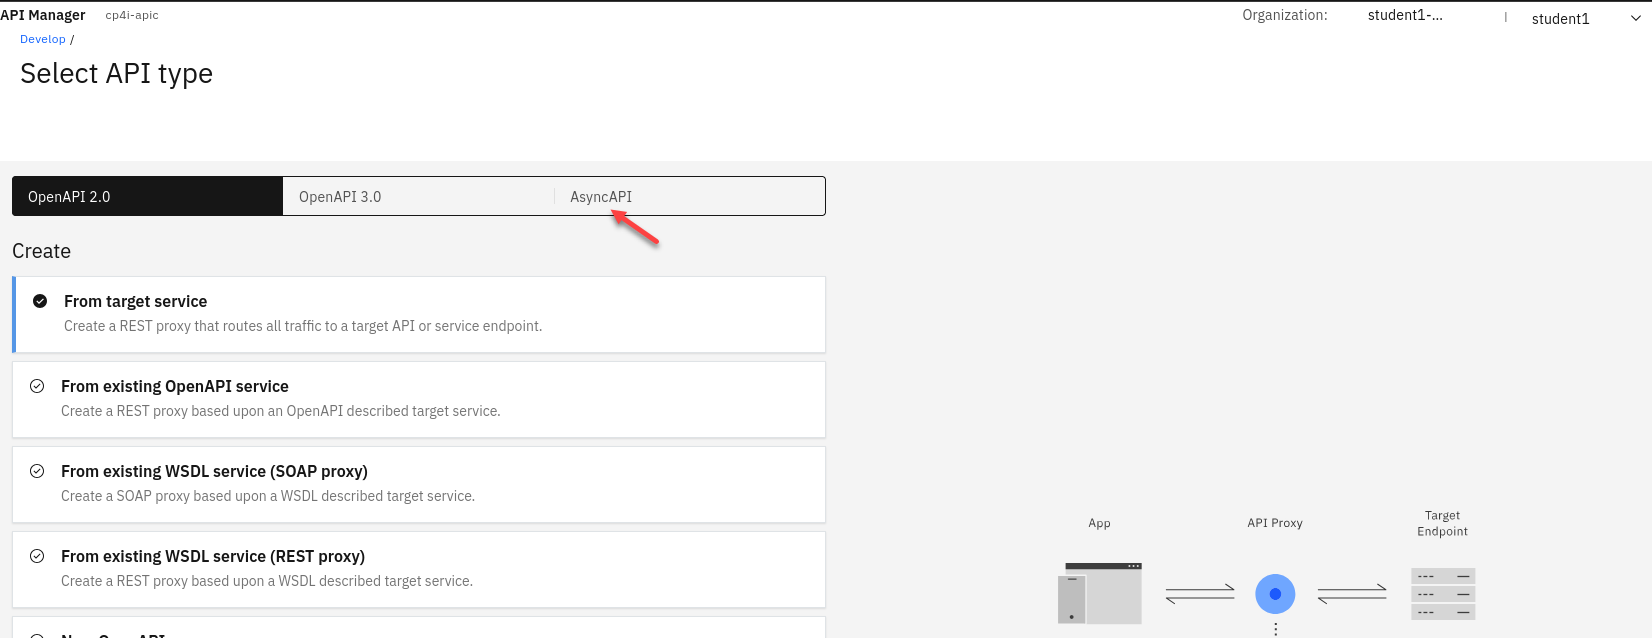 API Manager cp4i-apic Organization: student1-... | student1
Develop /
Select API type
OpenAPI 2.0 OpenAPI 3.0 AsyncAPI
Create
From target service
Create a REST proxy that routes all traffic to a target API or service endpoint.
From existing OpenAPI service
Create a REST proxy based upon an OpenAPI described target service.
From existing WSDL service (SOAP proxy)
Create a SOAP proxy based upon a WSDL described target service.
From existing WSDL service (REST proxy)
Create a REST proxy based upon a WSDL described target service.
New OpenAPI
App
API Proxy
Target
Endpoint